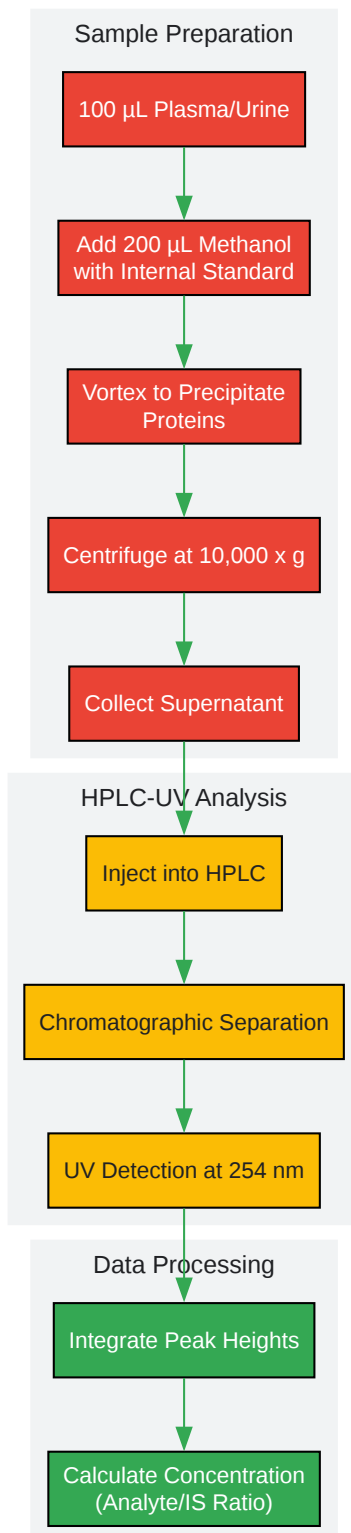 Sample Preparation
100 µL Plasma/Urine
Add 200 µL Methanol
with Internal Standard
Vortex to Precipitate
Proteins
Centrifuge at 10,000 x g
Collect Supernatant
HPLC-UV Analysis
Inject into HPLC
Chromatographic Separation
UV Detection at 254 nm
Data Processing
Integrate Peak Heights
Calculate Concentration
(Analyte/IS Ratio)